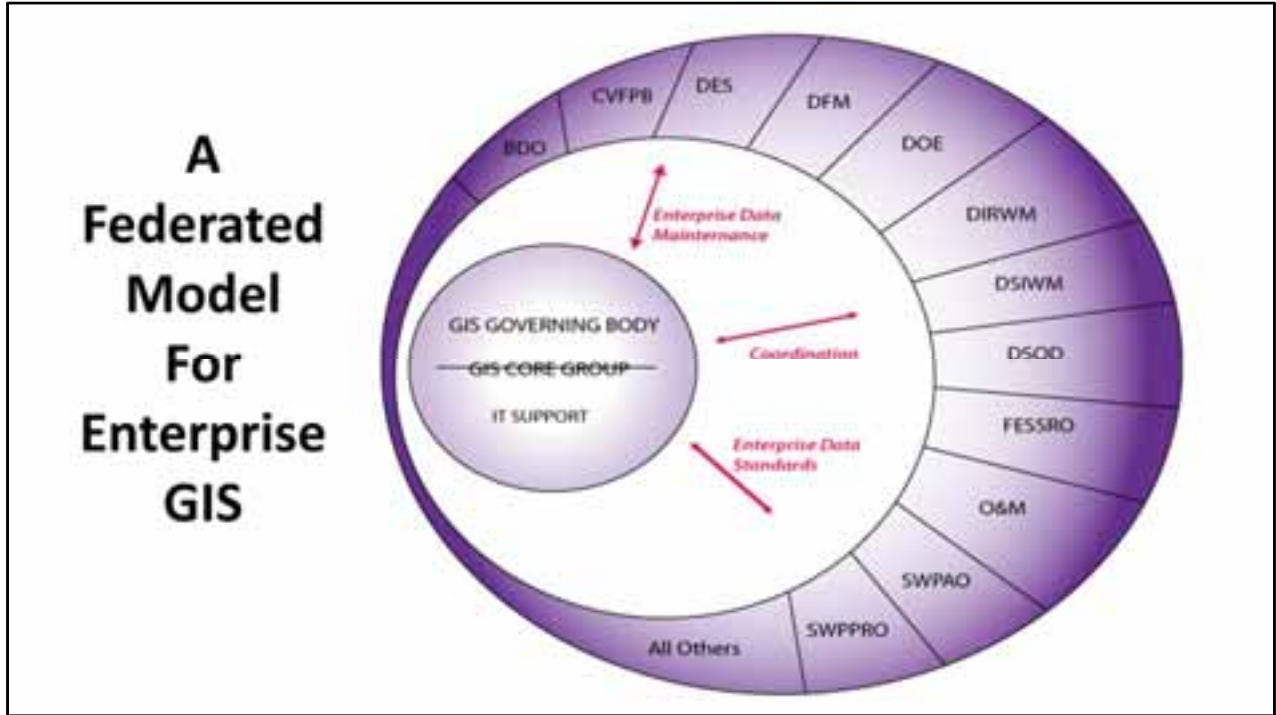 A
Federated
Model
For
Enterprise
GIS
BDO
CVFPB
DES
DFM
DOE
DIRWM
DSIWM
DSOD
FESSRO
O&M
SWPAO
SWPPRO
All Others
Enterprise Data
Mainternance
Coordination
Enterprise Data
Standards
GIS GOVERNING BODY
GIS CORE GROUP
IT SUPPORT